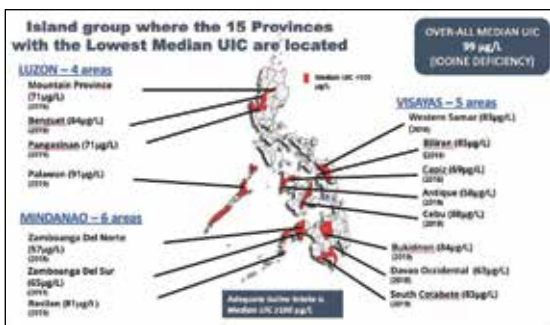 Island group where the 15 Provinces
with the Lowest Median UIC are located
OVER-ALL MEDIAN UIC
99 µg/L
(IODINE DEFICIENCY)
LUZON – 4 areas
Mountain Province
(71µg/L)
Benguet (84µg/L)
Pangasinan (71µg/L)
Palawan (91µg/L)
Median UIC <100
µg/L
VISAYAS – 5 areas
Western Samar (85µg/L)
Biliran (85µg/L)
Capiz (69µg/L)
Antique (58µg/L)
Cebu (88µg/L)
MINDANAO – 6 areas
Zamboanga Del Norte
(57µg/L)
Zamboanga Del Sur
(65µg/L)
Basilan (81µg/L)
Bukidnon (84µg/L)
Davao Occidental (63µg/L)
South Cotabato
Adequate Iodine Intake is
Median UIC ≥100 µg/L